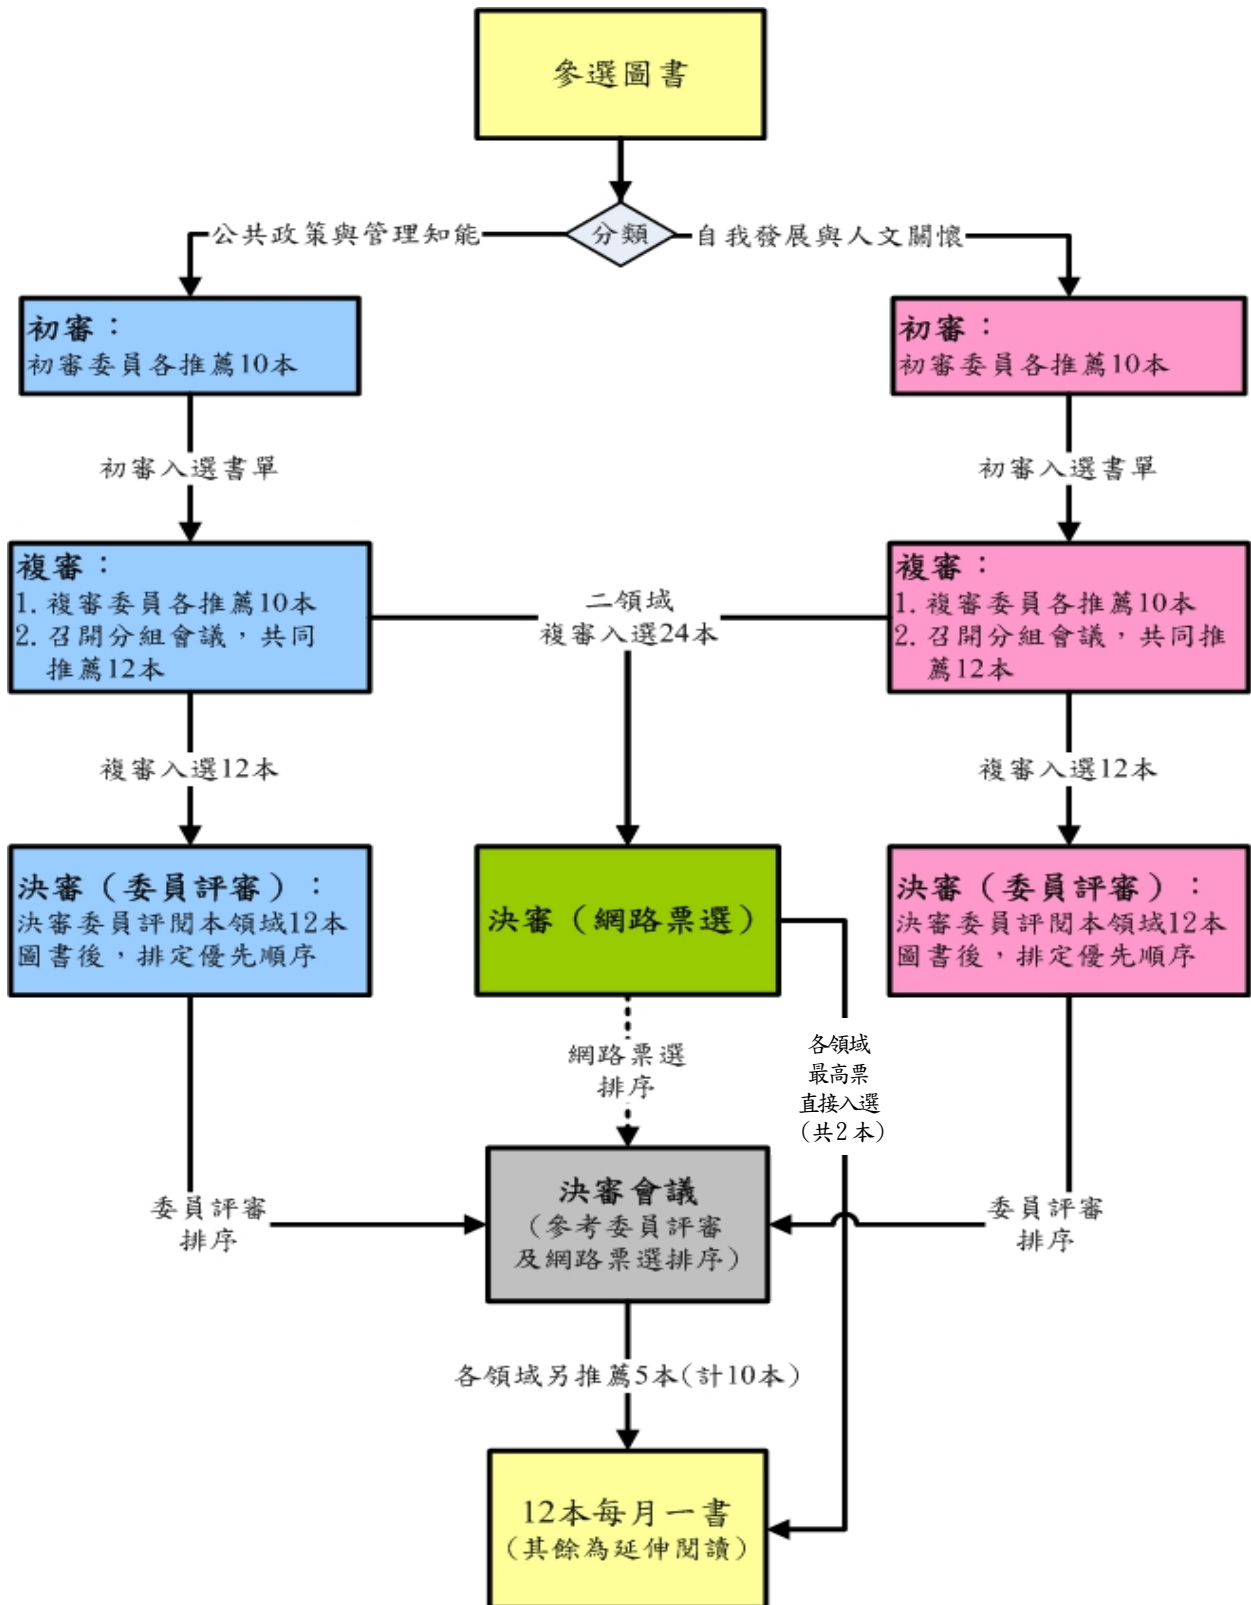 參選圖書
分類
公共政策與管理知能
自我發展與人文關懷
初審：
初審委員各推薦10本
初審：
初審委員各推薦10本
初審入選書單
初審入選書單
複審：
1. 複審委員各推薦10本
2. 召開分組會議，共同
推薦12本
二領域
複審入選24本
複審：
1. 複審委員各推薦10本
2. 召開分組會議，共同推
薦12本
複審入選12本
複審入選12本
決審（委員評審）：
決審委員評閱本領域12本
圖書後，排定優先順序
決審（網路票選）
決審（委員評審）：
決審委員評閱本領域12本
圖書後，排定優先順序
網路票選
排序
各領域
最高票
直接入選
（共2本）
委員評審
排序
決審會議
（參考委員評審
及網路票選排序）
委員評審
排序
各領域另推薦5本（計10本）
12本每月一書
（其餘為延伸閱讀）